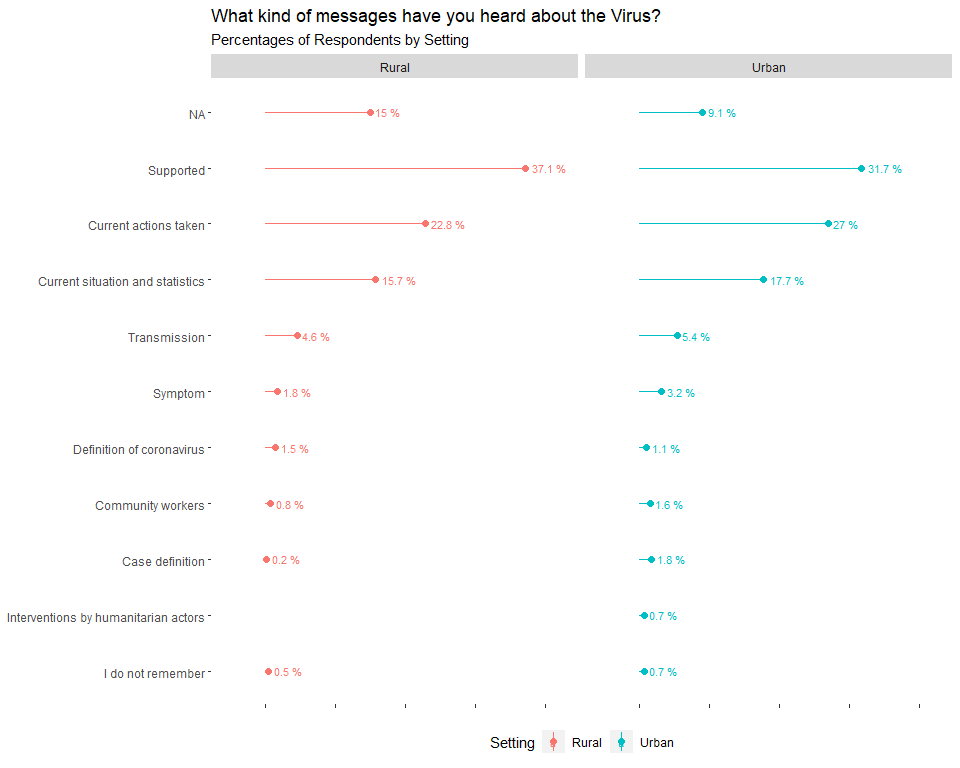 What kind of messages have you heard about the Virus?
Percentages of Respondents by Setting
Rural Urban
NA 15 % 9.1 %
Supported 37.1 % 31.7 %
Current actions taken 22.8 % 27 %
Current situation and statistics 15.7 % 17.7 %
Transmission 4.6 % 5.4 %
Symptom 1.8 % 3.2 %
Definition of coronavirus 1.5 % 1.1 %
Community workers 0.8 % 1.6 %
Case definition 0.2 % 1.8 %
Interventions by humanitarian actors 0.7 %
I do not remember 0.5 % 0.7 %
Setting Rural Urban